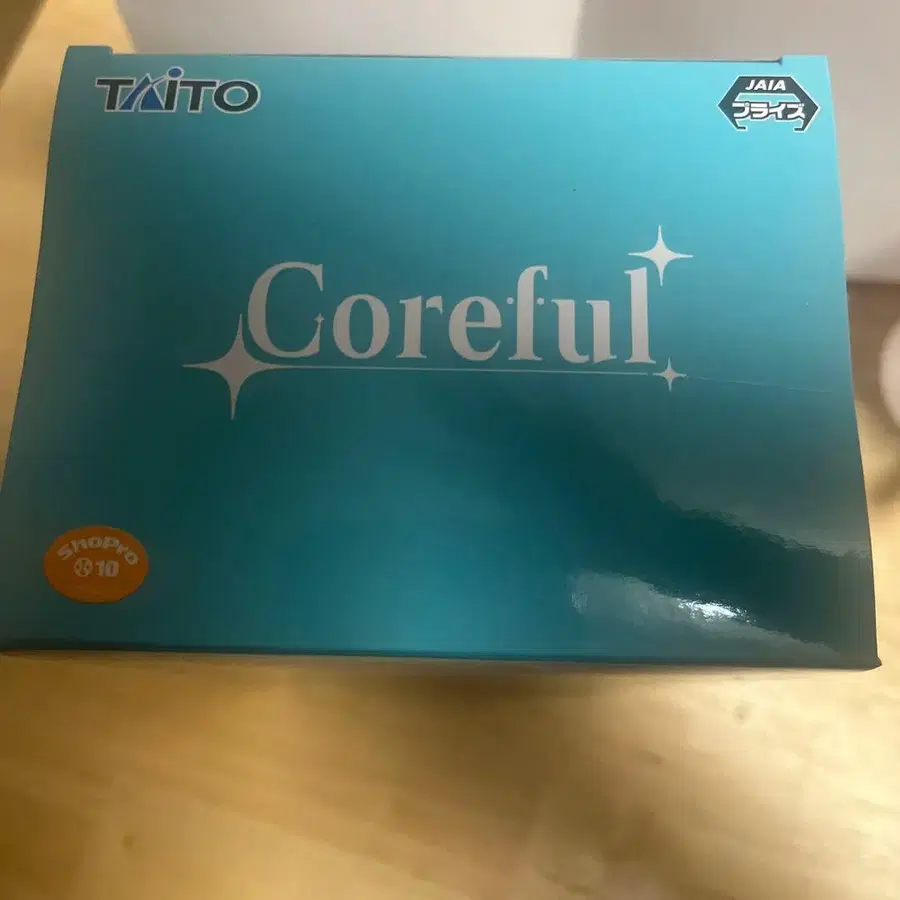 TAiTO
JAIA
プライズ
Coreful
ShoPro
10